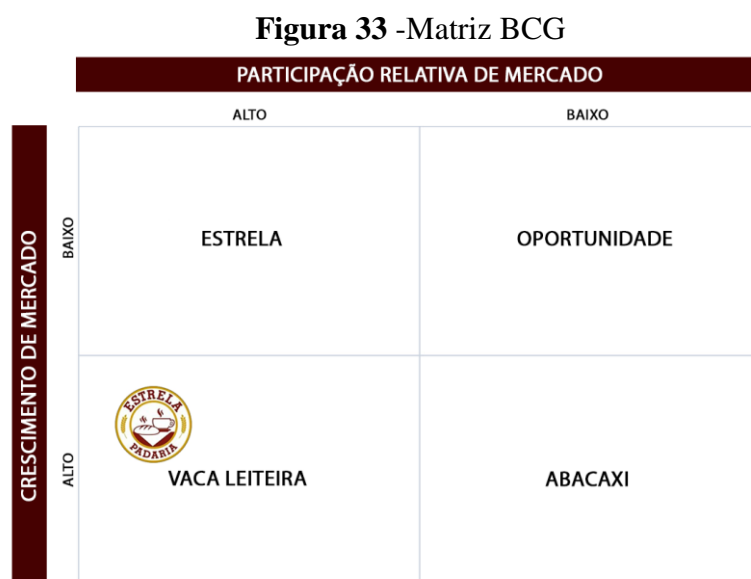 Figura 33 -Matriz BCG
PARTICIPAÇÃO RELATIVA DE MERCADO
ALTO
BAIXO
CRESCIMENTO DE MERCADO
BAIXO
ESTRELA
OPORTUNIDADE
ALTO
ESTRELA
PADARIA
VACA LEITEIRA
ABACAXI